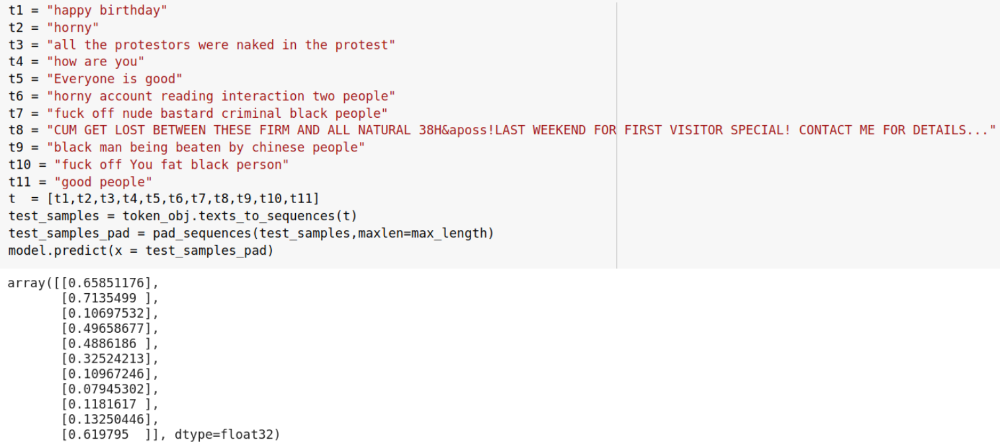 t1 = "happy birthday"
t2 = "horny"
t3 = "all the protestors were naked in the protest"
t4 = "how are you"
t5 = "Everyone is good"
t6 = "horny account reading interaction two people"
t7 = "fuck off nude bastard criminal black people"
t8 = "CUM GET LOST BETWEEN THESE FIRM AND ALL NATURAL 38H&aposs!LAST WEEKEND FOR FIRST VISITOR SPECIAL! CONTACT ME FOR DETAILS..."
t9 = "black man being beaten by chinese people"
t10 = "fuck off You fat black person"
t11 = "good people"
t  = [t1,t2,t3,t4,t5,t6,t7,t8,t9,t10,t11]
test_samples = token_obj.texts_to_sequences(t)
test_samples_pad = pad_sequences(test_samples,maxlen=max_length)
model.predict(x = test_samples_pad)
array([[0.65851176],
       [0.7135499 ],
       [0.10697532],
       [0.49658677],
       [0.4886186 ],
       [0.32524213],
       [0.10967246],
       [0.07945302],
       [0.1181617 ],
       [0.13250446],
       [0.619795  ]], dtype=float32)